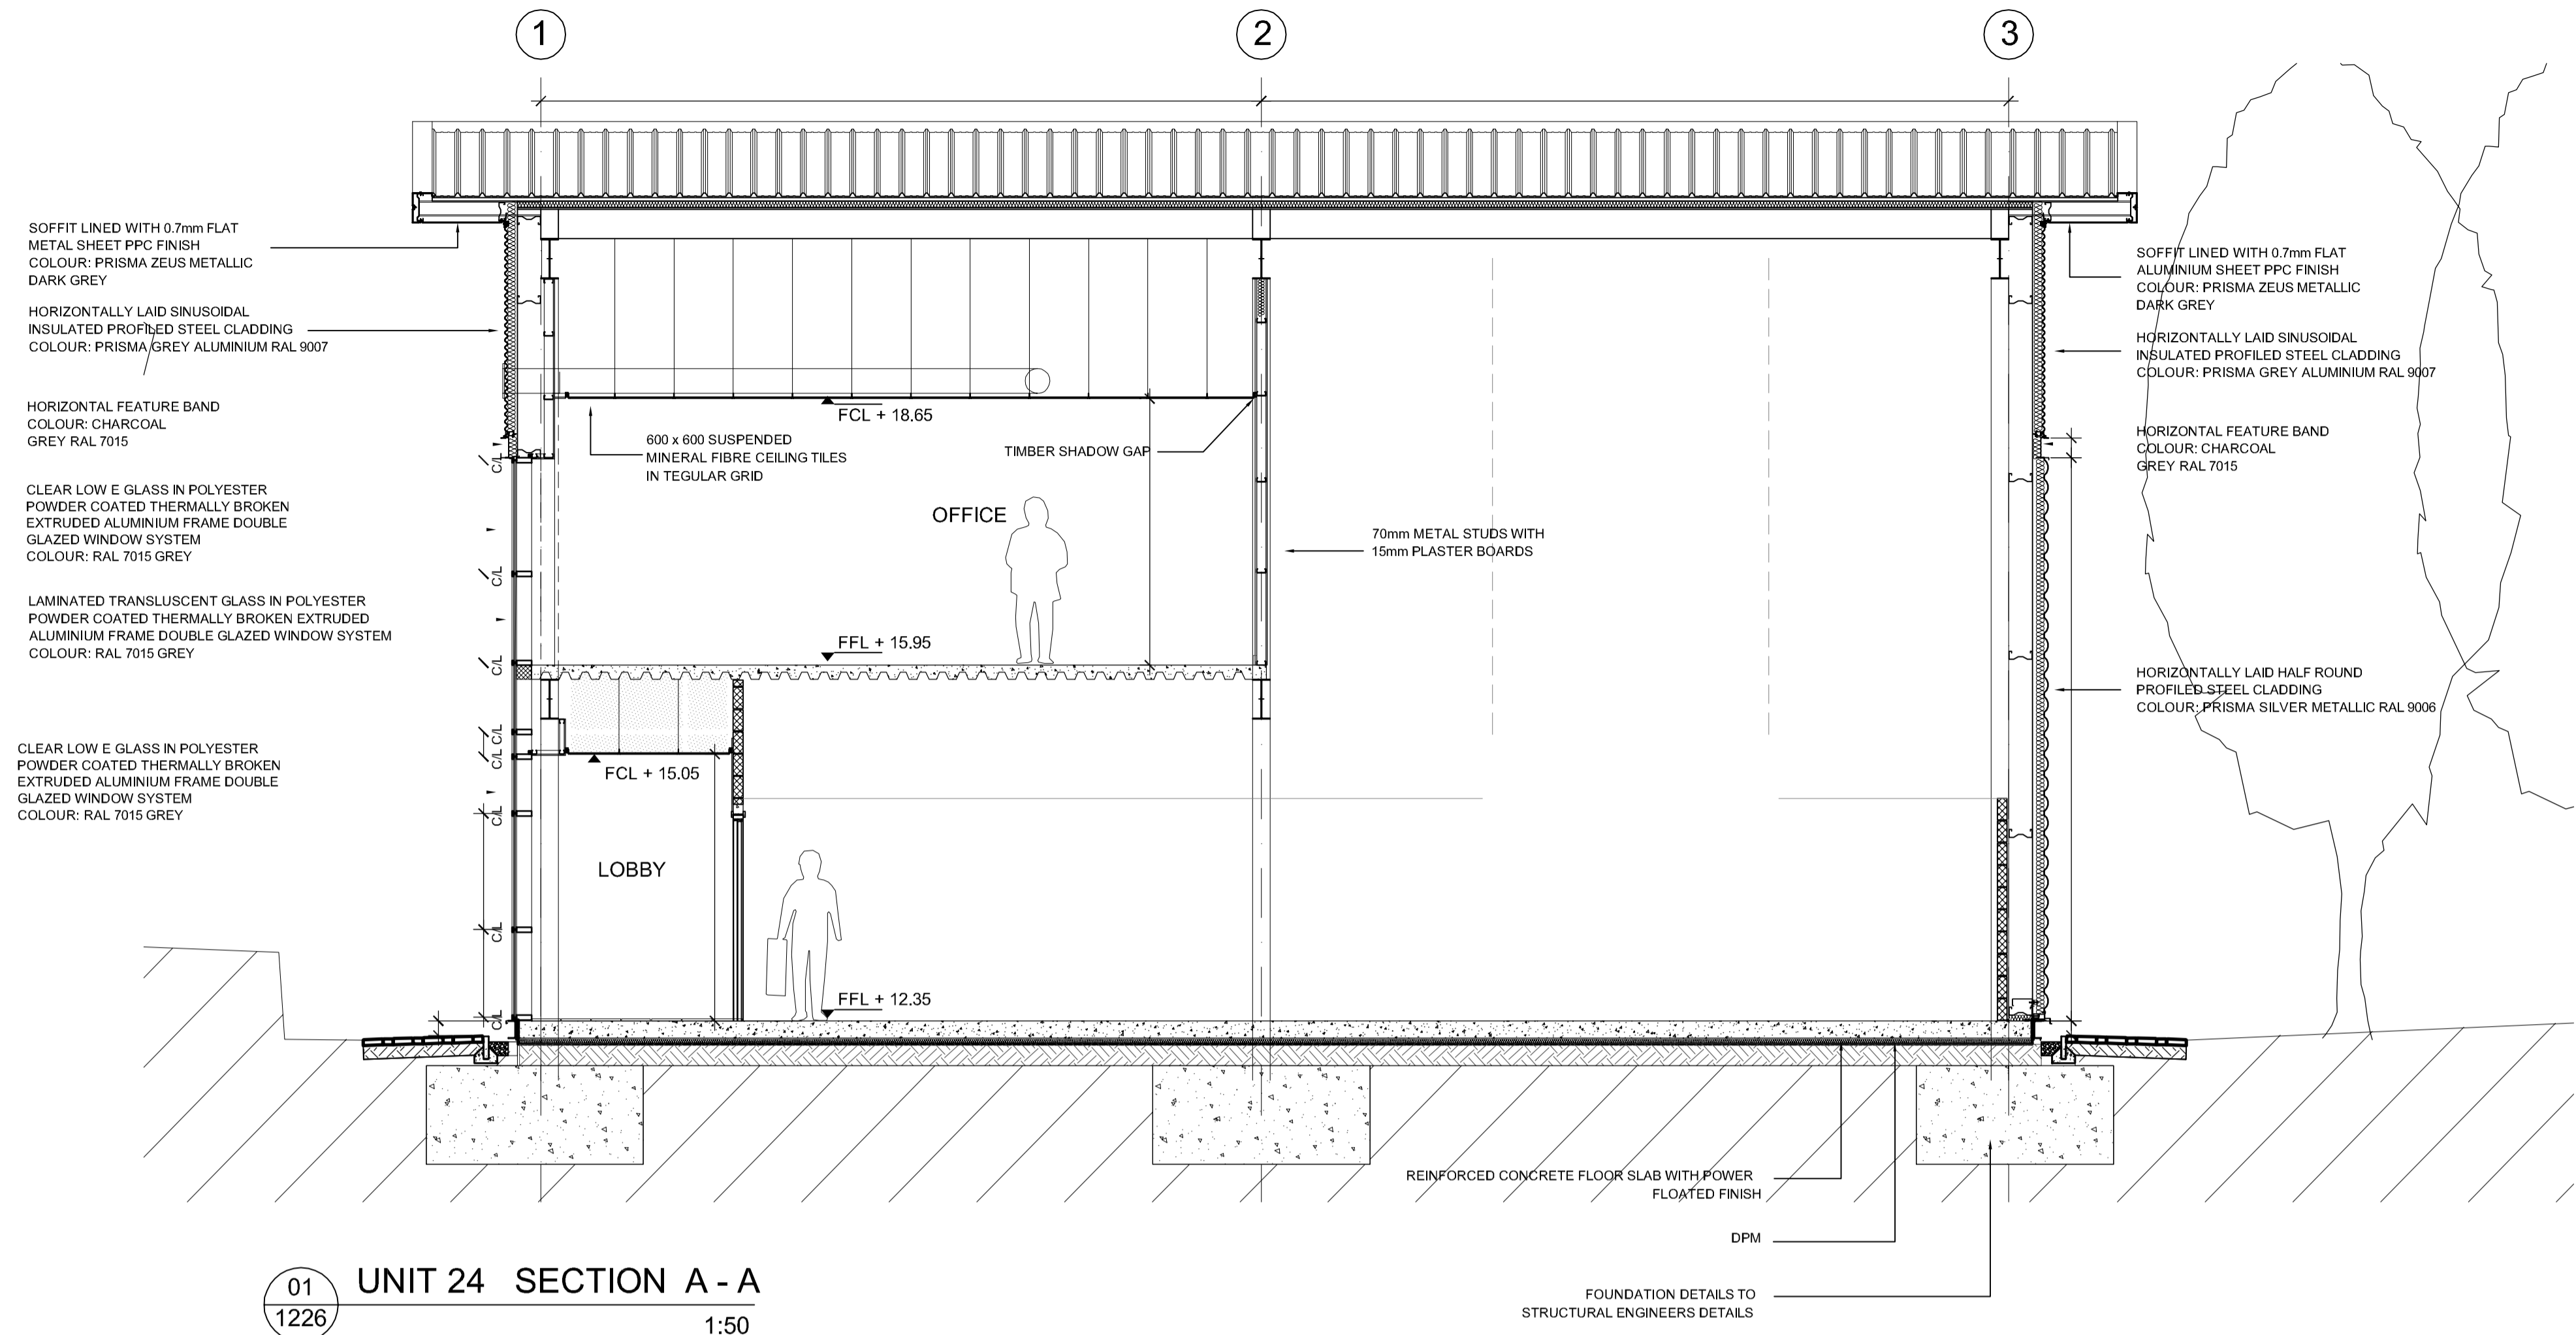 1
2
3
SOFFIT LINED WITH 0.7mm FLAT
METAL SHEET PPC FINISH
COLOUR: PRISMA ZEUS METALLIC
DARK GREY
HORIZONTALLY LAID SINUSOIDAL
INSULATED PROFILED STEEL CLADDING
COLOUR: PRISMA GREY ALUMINIUM RAL 9007
HORIZONTAL FEATURE BAND
COLOUR: CHARCOAL
GREY RAL 7015
CLEAR LOW E GLASS IN POLYESTER
POWDER COATED THERMALLY BROKEN
EXTRUDED ALUMINIUM FRAME DOUBLE
GLAZED WINDOW SYSTEM
COLOUR: RAL 7015 GREY
LAMINATED TRANSLUSCENT GLASS IN POLYESTER
POWDER COATED THERMALLY BROKEN EXTRUDED
ALUMINIUM FRAME DOUBLE GLAZED WINDOW SYSTEM
COLOUR: RAL 7015 GREY
CLEAR LOW E GLASS IN POLYESTER
POWDER COATED THERMALLY BROKEN
EXTRUDED ALUMINIUM FRAME DOUBLE
GLAZED WINDOW SYSTEM
COLOUR: RAL 7015 GREY
C/L
C/L
C/L
C/L
C/L
C/L
C/L
C/L
FCL + 18.65
600 x 600 SUSPENDED
MINERAL FIBRE CEILING TILES
IN TEGULAR GRID
TIMBER SHADOW GAP
OFFICE
70mm METAL STUDS WITH
15mm PLASTER BOARDS
FFL + 15.95
FCL + 15.05
LOBBY
FFL + 12.35
SOFFIT LINED WITH 0.7mm FLAT
ALUMINIUM SHEET PPC FINISH
COLOUR: PRISMA ZEUS METALLIC
DARK GREY
HORIZONTALLY LAID SINUSOIDAL
INSULATED PROFILED STEEL CLADDING
COLOUR: PRISMA GREY ALUMINIUM RAL 9007
HORIZONTAL FEATURE BAND
COLOUR: CHARCOAL
GREY RAL 7015
HORIZONTALLY LAID HALF ROUND
PROFILED STEEL CLADDING
COLOUR: PRISMA SILVER METALLIC RAL 9006
REINFORCED CONCRETE FLOOR SLAB WITH POWER
FLOATED FINISH
DPM
FOUNDATION DETAILS TO
STRUCTURAL ENGINEERS DETAILS
01
1226
UNIT 24 SECTION A - A
1:50